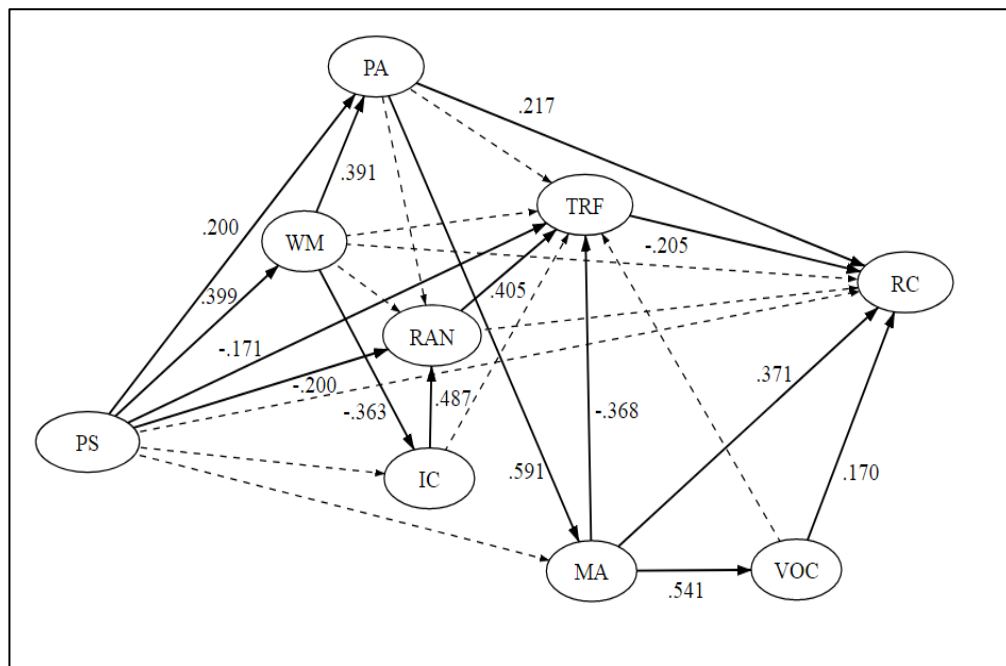 PA
.217
.391
TRF
.200
WM
-.205
.399
RC
.405
RAN
-.171
-.200
.487
.371
-.363
-.368
PS
IC
.591
.170
MA
VOC
.541